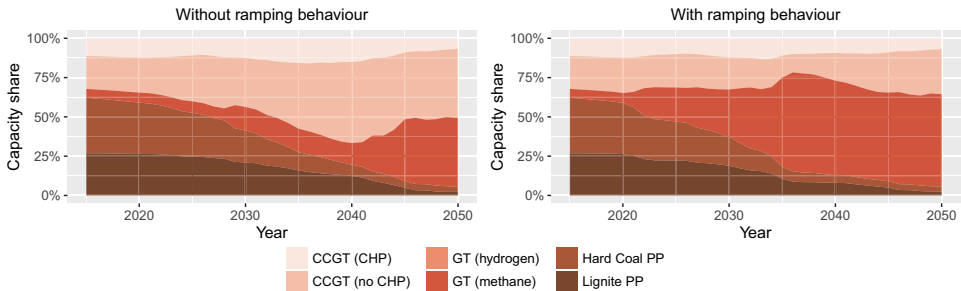 Without ramping behaviour
With ramping behaviour
Capacity share
100%
75%
50%
25%
0%
2020
2030
2040
2050
Year
Capacity share
100%
75%
50%
25%
0%
2020
2030
2040
2050
Year
CCGT (CHP)
GT (hydrogen)
Hard Coal PP
CCGT (no CHP)
GT (methane)
Lignite PP